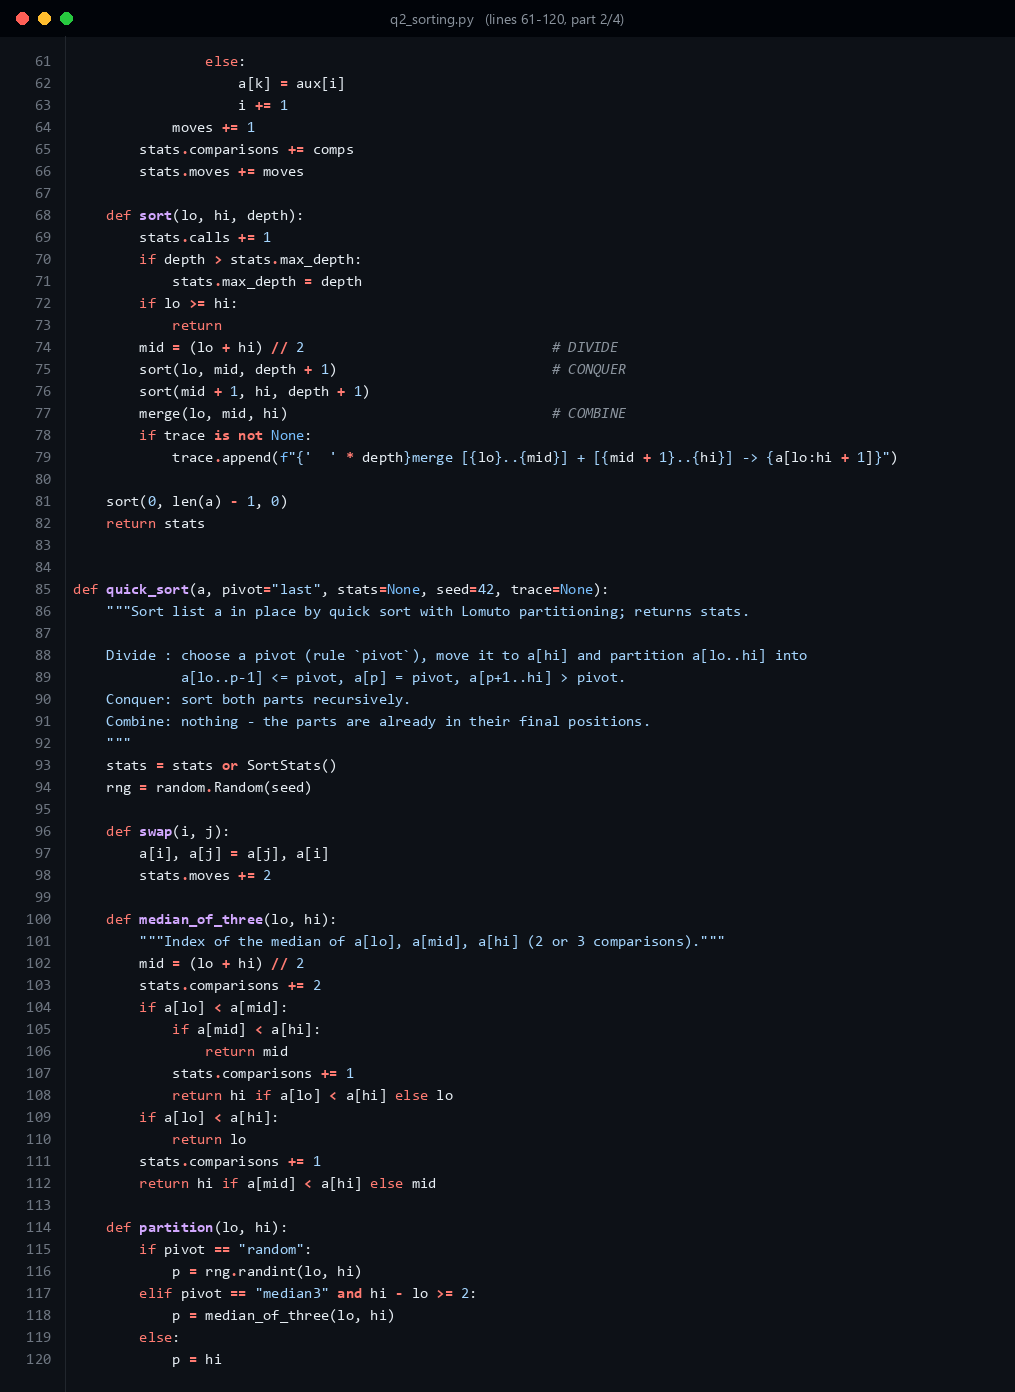 q2_sorting.py (lines 61-120, part 2/4)
61                 else:
62                     a[k] = aux[i]
63                     i += 1
64             moves += 1
65         stats.comparisons += comps
66         stats.moves += moves
67
68     def sort(lo, hi, depth):
69         stats.calls += 1
70         if depth > stats.max_depth:
71             stats.max_depth = depth
72         if lo >= hi:
73             return
74         mid = (lo + hi) // 2                              # DIVIDE
75         sort(lo, mid, depth + 1)                          # CONQUER
76         sort(mid + 1, hi, depth + 1)
77         merge(lo, mid, hi)                                # COMBINE
78         if trace is not None:
79             trace.append(f"{'  ' * depth}merge [{lo}..{mid}] + [{mid + 1}..{hi}] -> {a[lo:hi + 1]}")
80
81     sort(0, len(a) - 1, 0)
82     return stats
83
84
85 def quick_sort(a, pivot="last", stats=None, seed=42, trace=None):
86     """Sort list a in place by quick sort with Lomuto partitioning; returns stats.
87
88     Divide : choose a pivot (rule `pivot`), move it to a[hi] and partition a[lo..hi] into
89              a[lo..p-1] <= pivot, a[p] = pivot, a[p+1..hi] > pivot.
90     Conquer: sort both parts recursively.
91     Combine: nothing - the parts are already in their final positions.
92     """
93     stats = stats or SortStats()
94     rng = random.Random(seed)
95
96     def swap(i, j):
97         a[i], a[j] = a[j], a[i]
98         stats.moves += 2
99
100     def median_of_three(lo, hi):
101         """Index of the median of a[lo], a[mid], a[hi] (2 or 3 comparisons)."""
102         mid = (lo + hi) // 2
103         stats.comparisons += 2
104         if a[lo] < a[mid]:
105             if a[mid] < a[hi]:
106                 return mid
107             stats.comparisons += 1
108             return hi if a[lo] < a[hi] else lo
109         if a[lo] < a[hi]:
110             return lo
111         stats.comparisons += 1
112         return hi if a[mid] < a[hi] else mid
113
114     def partition(lo, hi):
115         if pivot == "random":
116             p = rng.randint(lo, hi)
117         elif pivot == "median3" and hi - lo >= 2:
118             p = median_of_three(lo, hi)
119         else:
120             p = hi